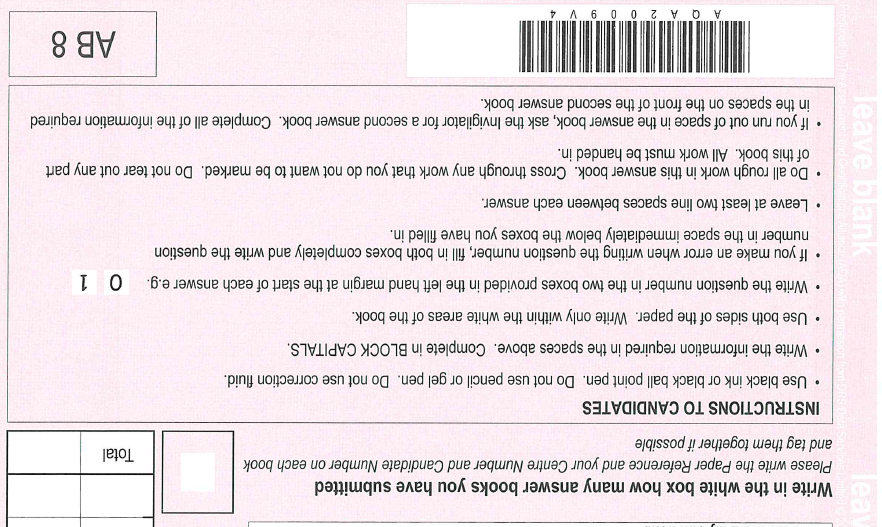 Write in the white box how many answer books you have submitted
Please write the Paper Reference and your Centre Number and Candidate Number on each book
and tag them together if possible
Total
INSTRUCTIONS TO CANDIDATES
• Use black ink or black ball point pen. Do not use pencil or gel pen. Do not use correction fluid.
• Write the information required in the spaces above. Complete in BLOCK CAPITALS.
• Use both sides of the paper. Write only within the white areas of the book.
• Write the question number in the two boxes provided in the left hand margin at the start of each answer e.g. 0 1
• If you make an error when writing the question number, fill in both boxes completely and write the question
number in the space immediately below the boxes you have filled in.
• Leave at least two line spaces between each answer.
• Do all rough work in this answer book. Cross through any work that you do not want to be marked. Do not tear out any part
of this book. All work must be handed in.
• If you run out of space in the answer book, ask the Invigilator for a second answer book. Complete all of the information required
in the spaces on the front of the second answer book.
A Q A 2 0 0 9 V 4
AB 8
leave blank